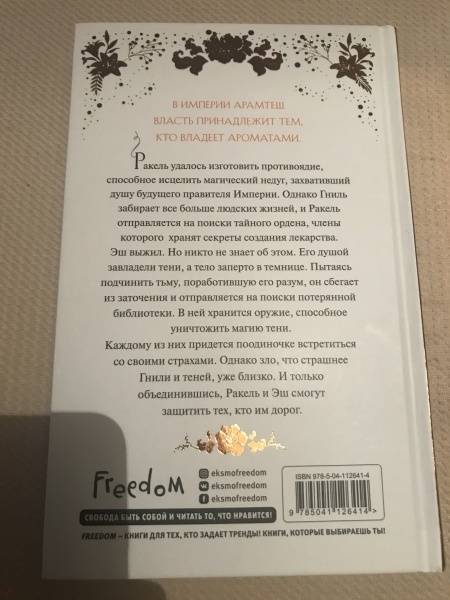 В ИМПЕРИИ АРАМТЕШ
ВЛАСТЬ ПРИНАДЛЕЖИТ ТЕМ,
КТО ВЛАДЕЕТ АРОМАТАМИ.
Ракель удалось изготовить противоядие,
способное исцелить магический недуг, захвативший
душу будущего правителя Империи. Однако Гниль
забирает все больше людских жизней, и Ракель
отправляется на поиски тайного ордена, члены
которого хранят секреты создания лекарства.
Эш выжил. Но никто не знает об этом. Его душой
завладели тени, а тело заперто в темнице. Пытаясь
подчинить тьму, поработившую его разум, он сбегает
из заточения и отправляется на поиски потерянной
библиотеки. В ней хранится оружие, способное
уничтожить магию тени.
Каждому из них придется поодиночке встретиться
со своими страхами. Однако зло, что страшнее
Гнили и теней, уже близко. И только
объединившись, Ракель и Эш смогут
защитить тех, кто им дорог.
Freedom
eksmofreedom
eksmofreedom
eksmofreedom
СВОБОДА БЫТЬ СОБОЙ И ЧИТАТЬ ТО, ЧТО НРАВИТСЯ!
ISBN 978-5-04-112641-4
9 785041 126414 >
FREEDOM – КНИГИ ДЛЯ ТЕХ, КТО ЗАДАЕТ ТРЕНДЫ! КНИГИ, КОТОРЫЕ ВЫБИРАЕШЬ ТЫ!